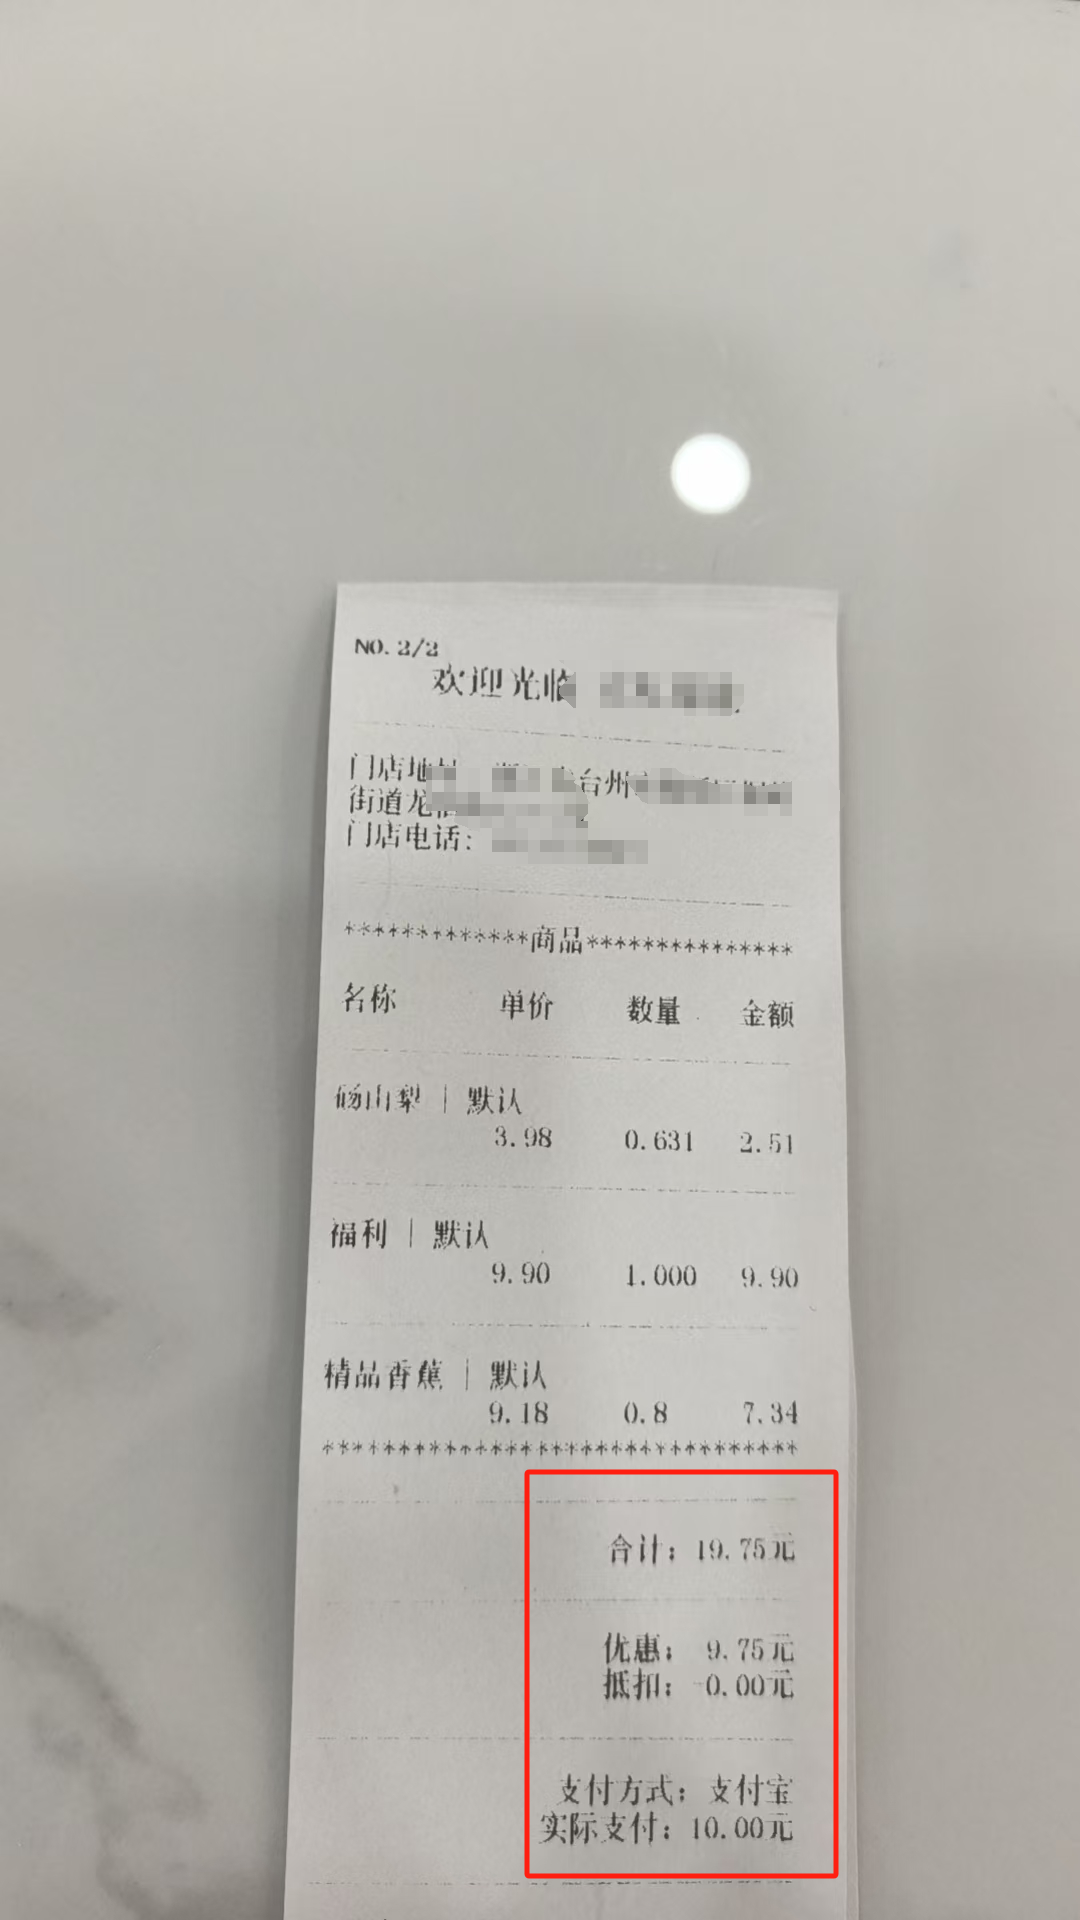 NO. 2/2
欢迎光临
门店地址
台州
街道龙
门店电话:
*************商品***************
名称 单价 数量 金额
砀山梨 | 默认
3.98 0.631 2.51
福利 | 默认
9.90 1.000 9.90
精品香蕉 | 默认
9.18 0.8 7.34
********************************
合计: 19.75元
优惠: 9.75元
抵扣: -0.00元
支付方式: 支付宝
实际支付: 10.00元